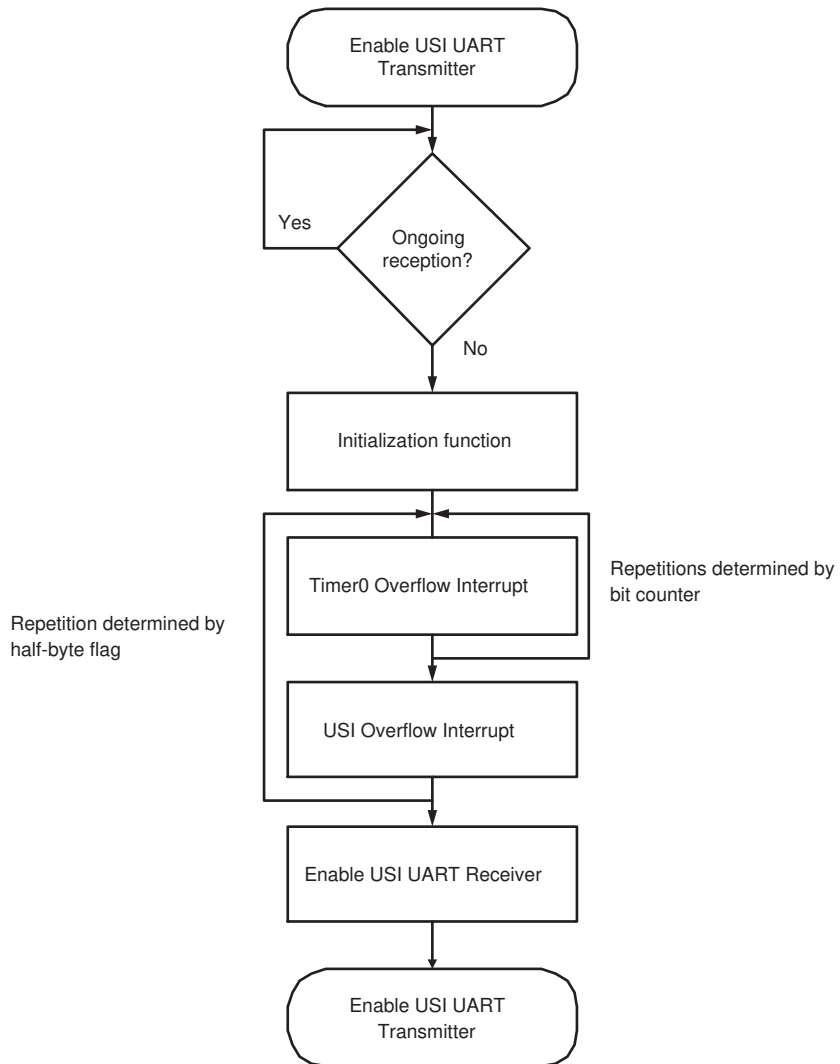 Enable USI UART
Transmitter
Yes
Ongoing
reception?
No
Initialization function
Timer0 Overflow Interrupt
Repetitions determined by
bit counter
Repetition determined by
half-byte flag
USI Overflow Interrupt
Enable USI UART Receiver
Enable USI UART
Transmitter